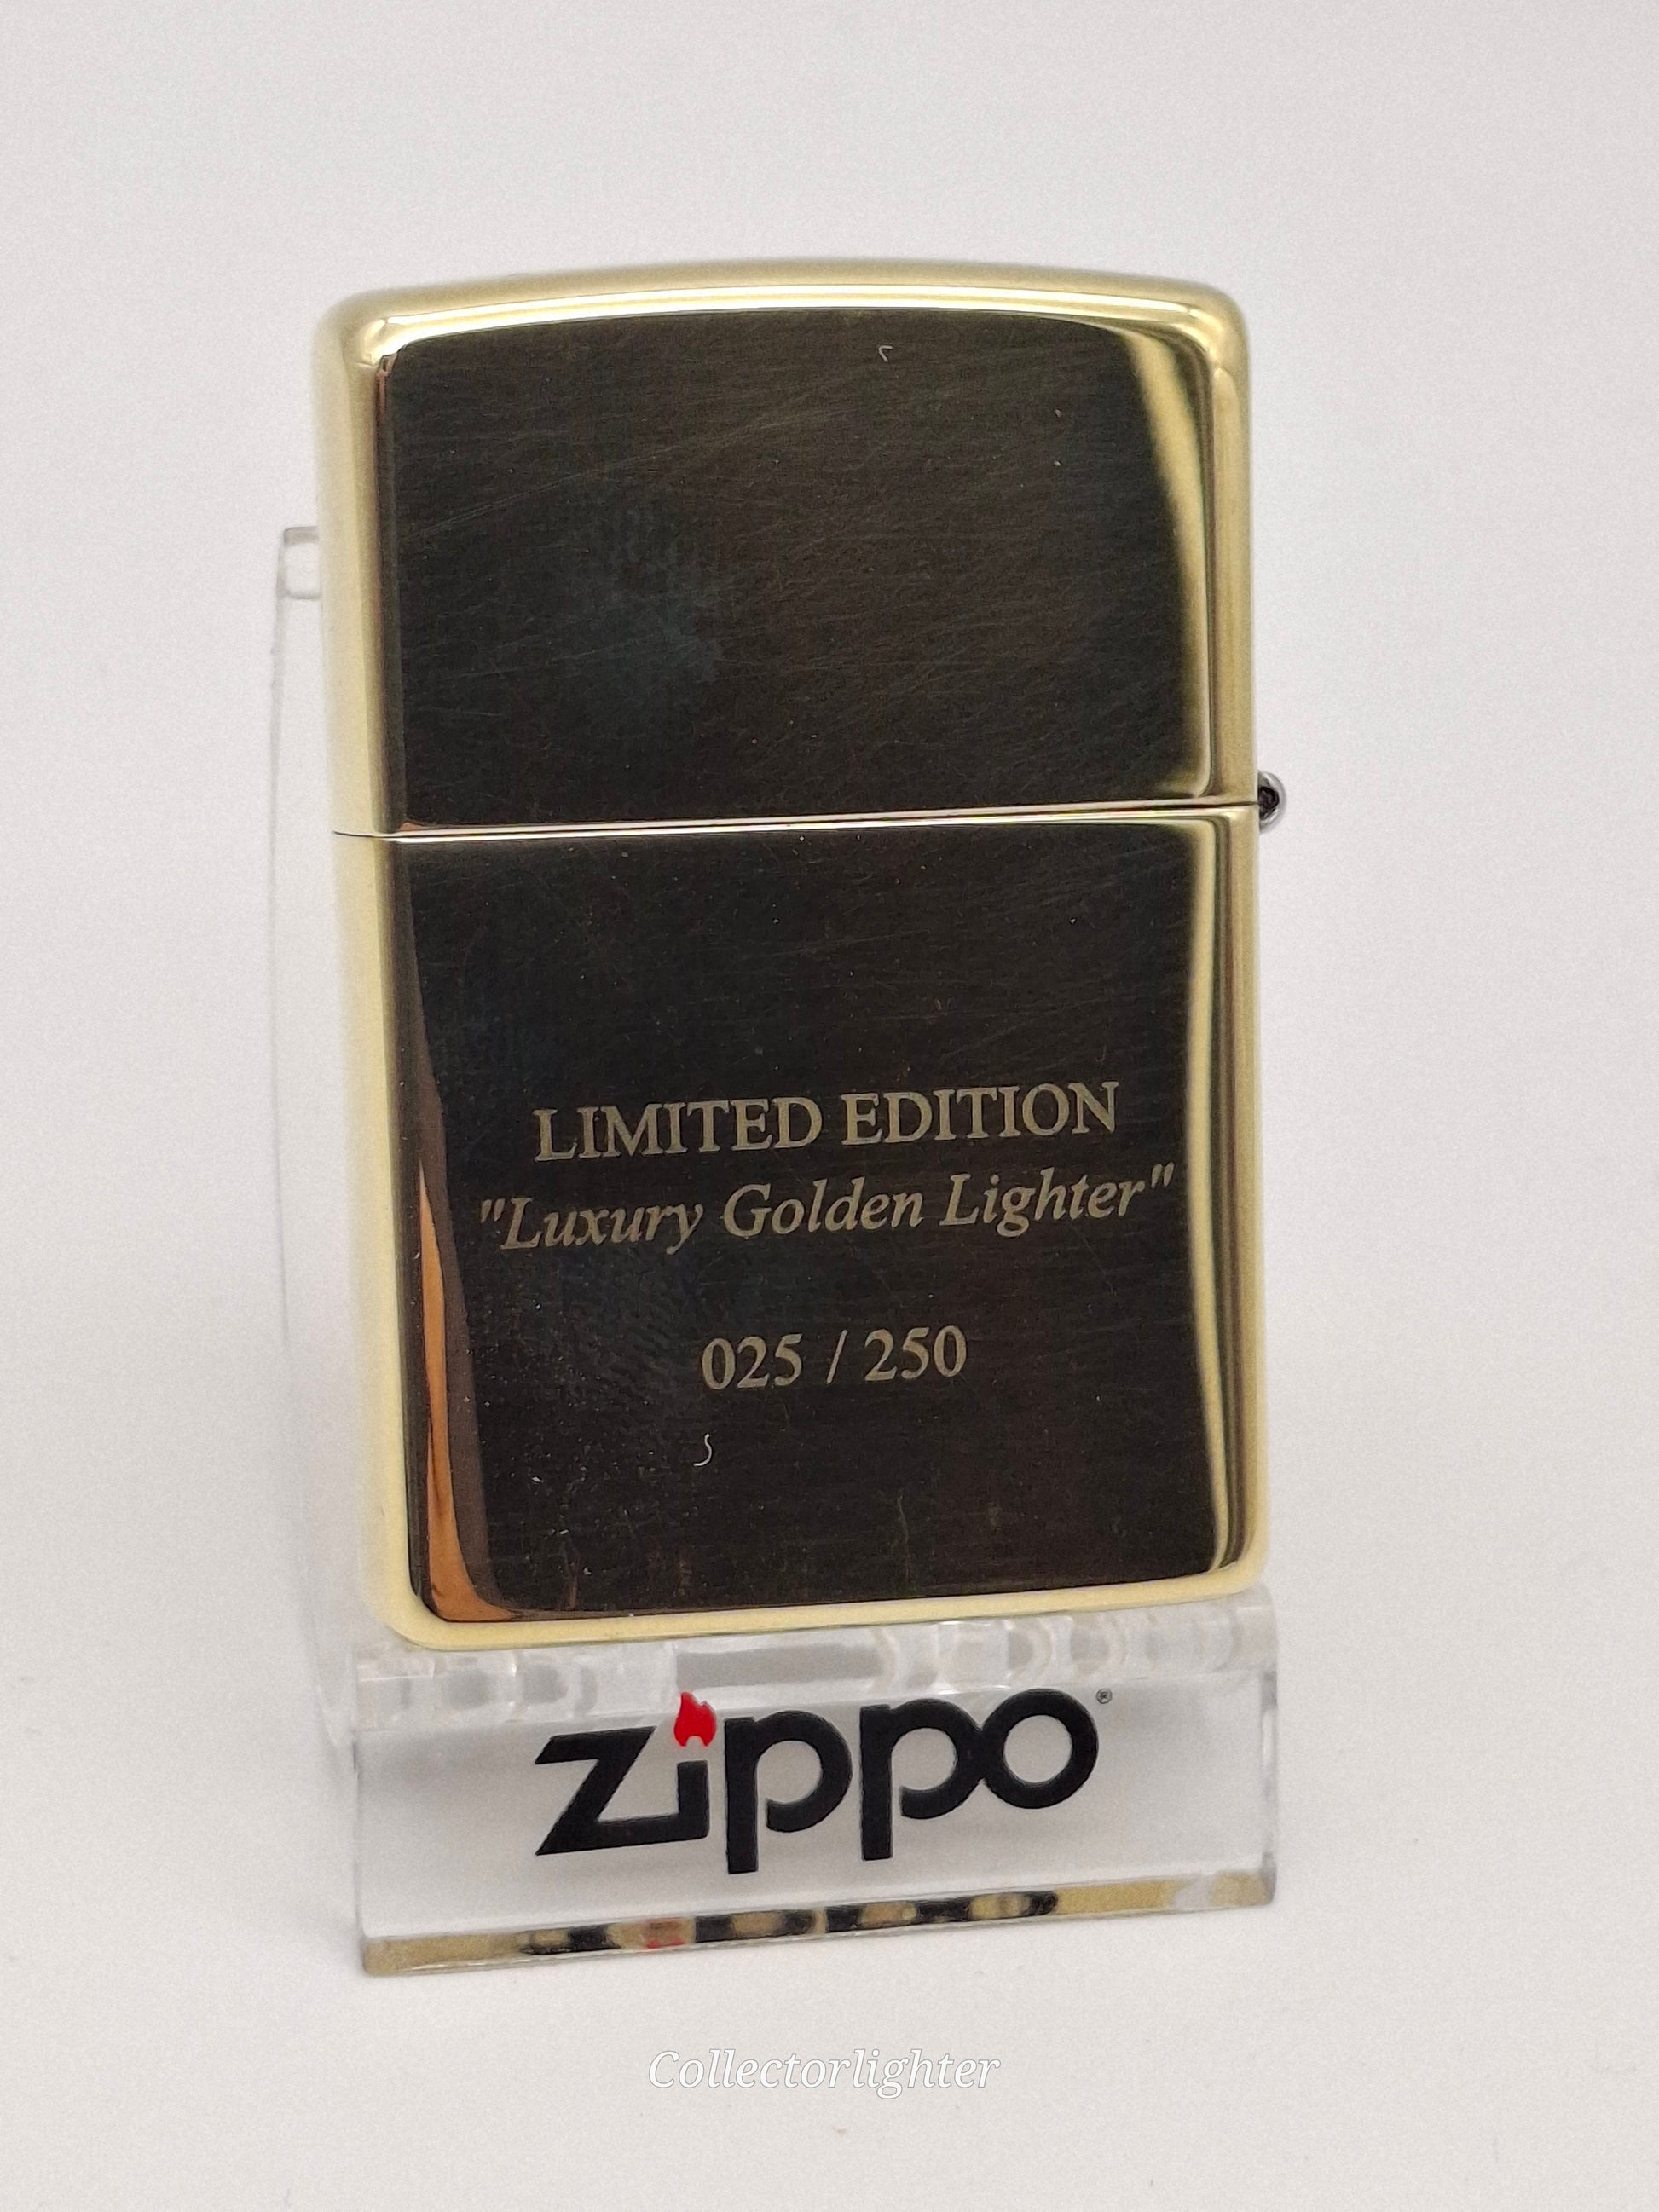 LIMITED EDITION
"Luxury Golden Lighter"
025 / 250
zippo®
Collectorlighter